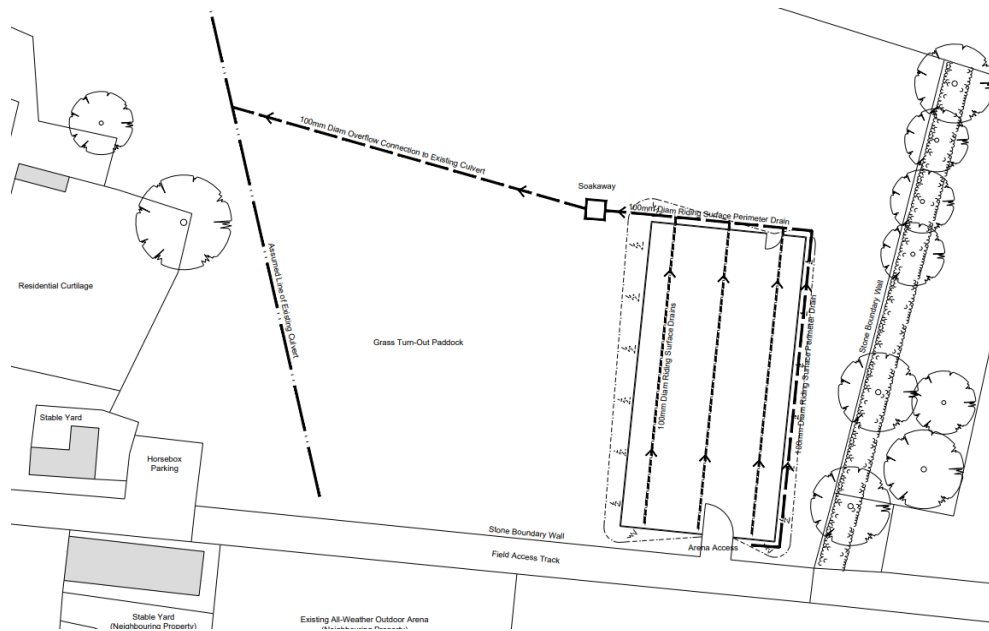 100mm Diam Overflow Connection to Existing Culvert
Soakaway
100mm Diam Riding Surface Perimeter Drain
Assumed Line of Existing Culvert
Residential Curtilage
Grass Turn-Out Paddock
100mm Diam Riding Surface Drains
100mm Diam Riding Surface Perimeter Drain
Stone Boundary Wall
Stable Yard
Horsebox
Parking
Stone Boundary Wall
Field Access Track
Arena Access
Stable Yard
(Neighbouring Property)
Existing All-Weather Outdoor Arena
(Neighbouring Property)